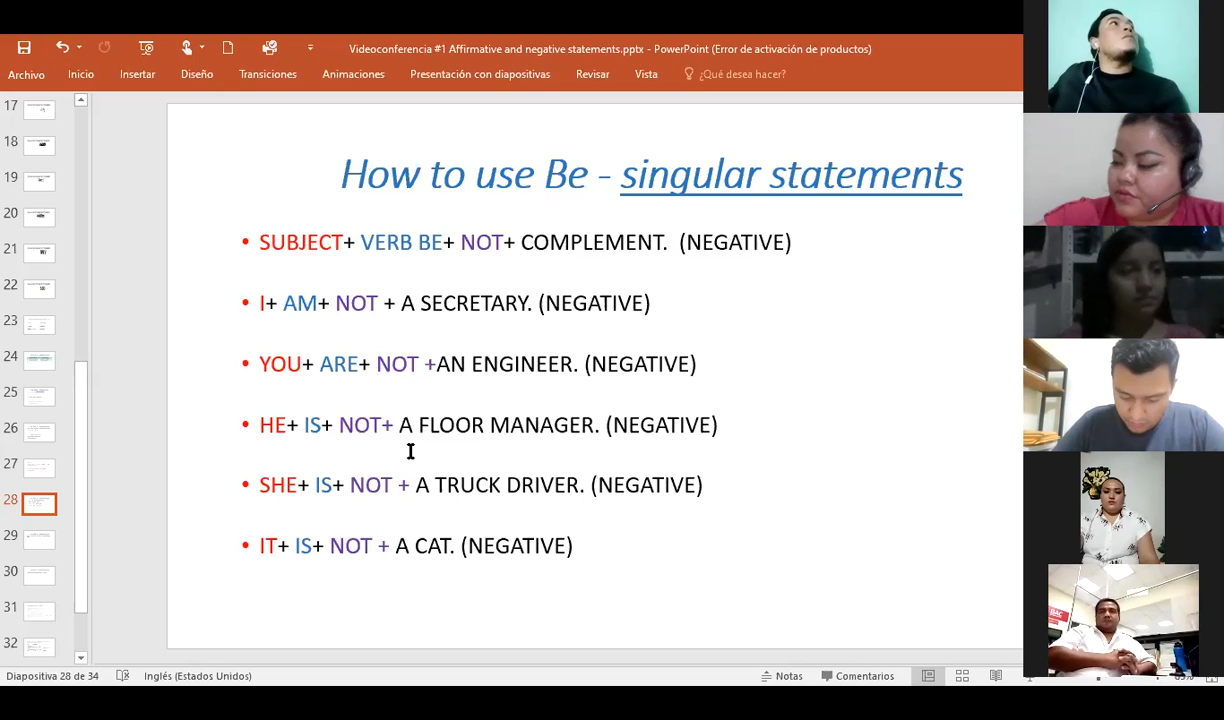 Videoconferencia #1 Affirmative and negative statements.pptx - PowerPoint (Error de activación de productos)
Archivo Inicio Insertar Diseño Transiciones Animaciones Presentación con diapositivas Revisar Vista ¿Qué desea hacer?
17
18
19
20
21
22
23
24
25
26
27
28
29
30
31
32
How to use Be - singular statements
• SUBJECT+ VERB BE+ NOT+ COMPLEMENT. (NEGATIVE)
• I+ AM+ NOT + A SECRETARY. (NEGATIVE)
• YOU+ ARE+ NOT +AN ENGINEER. (NEGATIVE)
• HE+ IS+ NOT+ A FLOOR MANAGER. (NEGATIVE)
• SHE+ IS+ NOT + A TRUCK DRIVER. (NEGATIVE)
• IT+ IS+ NOT + A CAT. (NEGATIVE)
Diapositiva 28 de 34 Inglés (Estados Unidos) Notas Comentarios